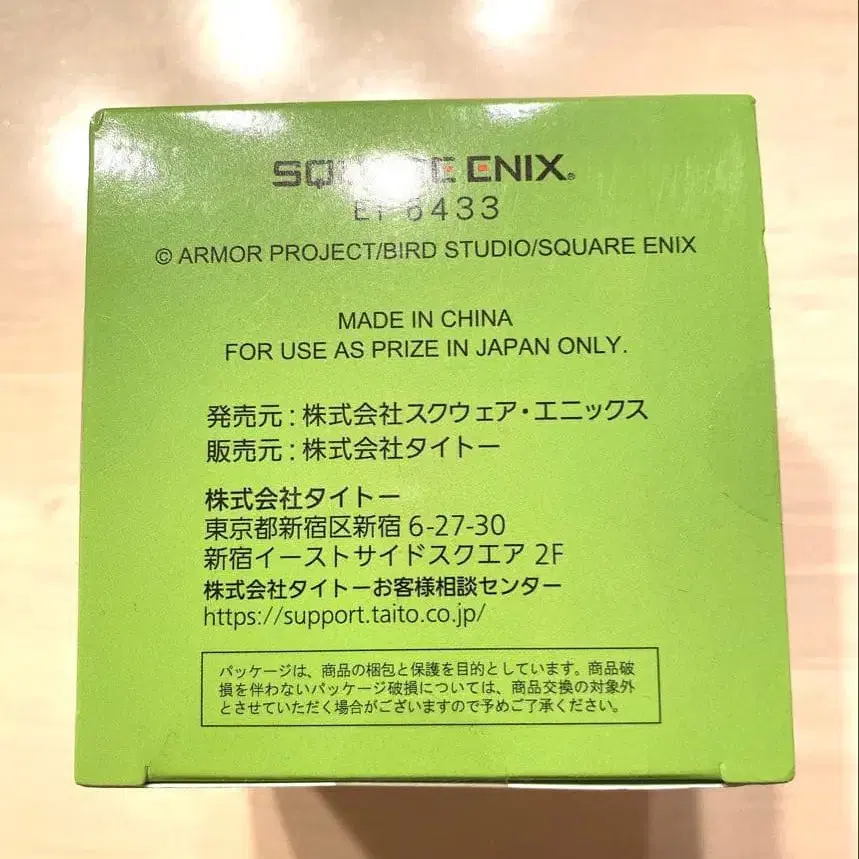 SQUARE ENIX®
6433
© ARMOR PROJECT/BIRD STUDIO/SQUARE ENIX
MADE IN CHINA
FOR USE AS PRIZE IN JAPAN ONLY.
発売元:株式会社スクウェア・エニックス
販売元:株式会社タイトー
株式会社タイトー
東京都新宿区新宿 6-27-30
新宿イーストサイドスクエア 2F
株式会社タイトーお客様相談センター
https://support.taito.co.jp/
パッケージは、商品の梱包と保護を目的としています。商品破
損を伴わないパッケージ破損については、商品交換の対象外
とさせていただく場合がございますので予めご了承ください。